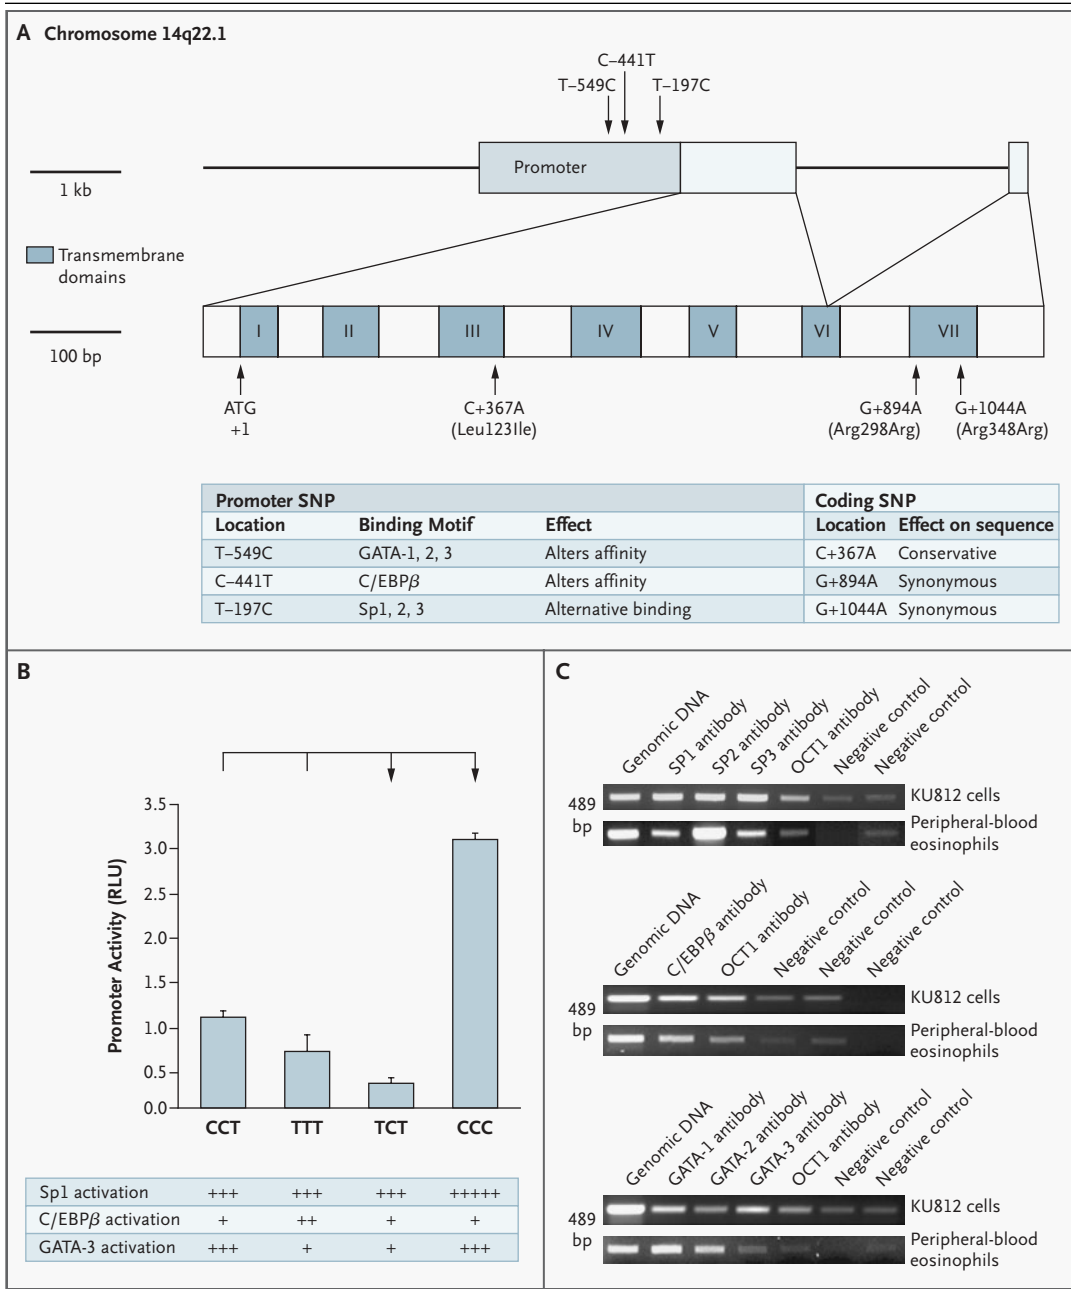 A Chromosome 14q22.1
C–441T
T–549C T–197C
Promoter
1 kb
Transmembrane
domains
I II III IV V VI VII
100 bp
ATG
+1
C+367A
(Leu123Ile)
G+894A
(Arg298Arg)
G+1044A
(Arg348Arg)
Promoter SNP Coding SNP
Location Binding Motif Effect Location Effect on sequence
T–549C GATA-1, 2, 3 Alters affinity C+367A Conservative
C–441T C/EBPβ Alters affinity G+894A Synonymous
T–197C Sp1, 2, 3 Alternative binding G+1044A Synonymous
B
Promoter Activity (RLU)
3.5
3.0
2.5
2.0
1.5
1.0
0.5
0.0
CCT TTT TCT CCC
Sp1 activation +++ +++ +++ +++++
C/EBPβ activation + ++ + +
GATA-3 activation +++ + + +++
C
Genomic DNA
SP1 antibody
SP2 antibody
SP3 antibody
OCT1 antibody
Negative control
Negative control
489
bp
KU812 cells
Peripheral-blood
eosinophils
Genomic DNA
C/EBPβ antibody
OCT1 antibody
Negative control
Negative control
Negative control
489
bp
KU812 cells
Peripheral-blood
eosinophils
Genomic DNA
GATA-1 antibody
GATA-2 antibody
GATA-3 antibody
OCT1 antibody
Negative control
Negative control
489
bp
KU812 cells
Peripheral-blood
eosinophils